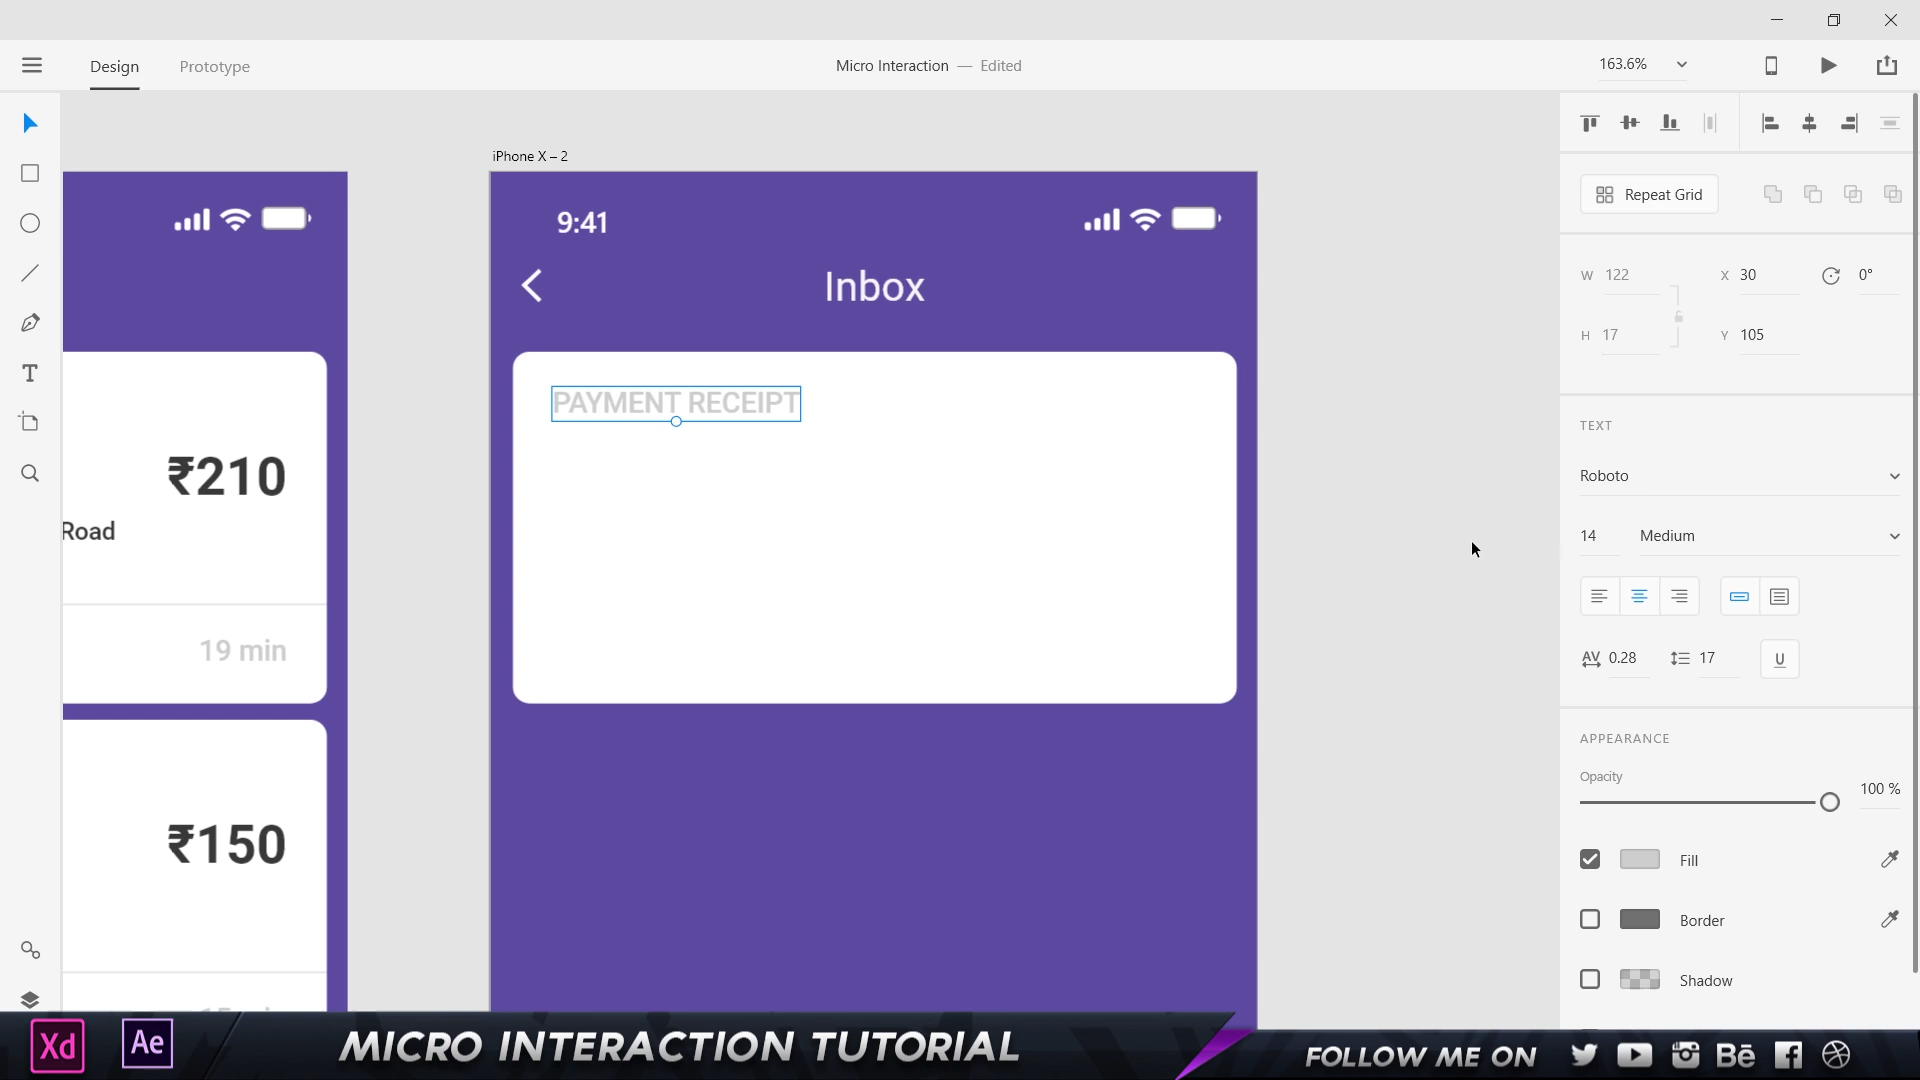 Design
Prototype
Micro Interaction — Edited
163.6%
iPhone X – 2
9:41
Inbox
PAYMENT RECEIPT
₹210
Road
19 min
₹150
Repeat Grid
W 122
X 30
0°
H 17
Y 105
TEXT
Roboto
14
Medium
AV 0.28
17
U
APPEARANCE
Opacity
100 %
Fill
Border
Shadow
Xd
Ae
MICRO INTERACTION TUTORIAL
FOLLOW ME ON
Bē